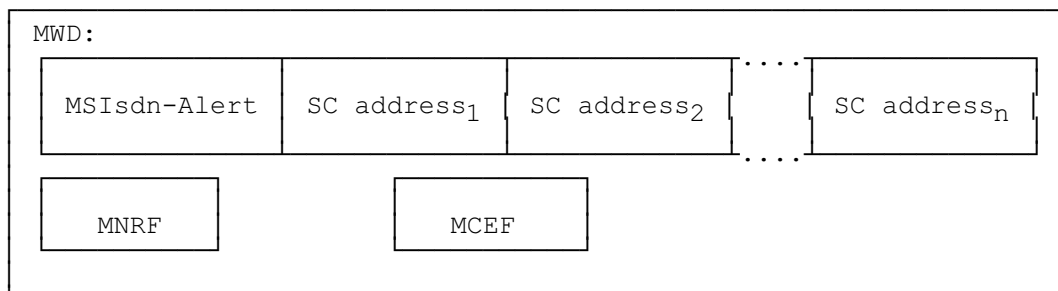 MWD:
....
MSIsdn-Alert SC address1 SC address2 SC addressn
....
MNRF MCEF